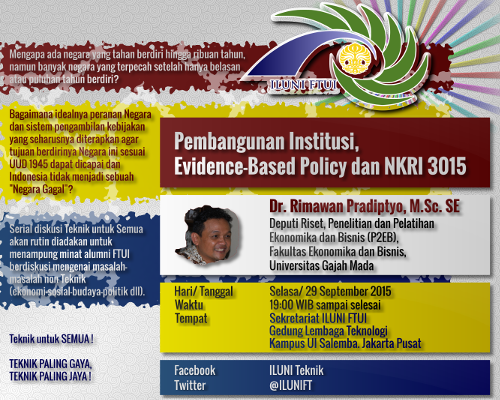 Mengapa ada negara yang tahan berdiri hingga ribuan tahun,
namun banyak negara yang terpecah setelah hanya belasan
atau puluhan tahun berdiri?
ILUNI FTUI
Bagaimana idealnya peranan Negara
dan sistem pengambilan kebijakan
yang seharusnya diterapkan agar
tujuan berdirinya Negara ini sesuai
UUD 1945 dapat dicapai dan
Indonesia tidak menjadi sebuah
"Negara Gagal"?
Pembangunan Institusi,
Evidence-Based Policy dan NKRI 3015
Dr. Rimawan Pradiptyo, M.Sc. SE
Deputi Riset, Penelitian dan Pelatihan
Ekonomika dan Bisnis (P2EB),
Fakultas Ekonomika dan Bisnis,
Universitas Gajah Mada
Serial diskusi Teknik untuk Semua
akan rutin diadakan untuk
menampung minat alumni FTUI
berdiskusi mengenai masalah-
masalah non Teknik
(ekonomi-sosial-budaya-politik dll).
Hari/ Tanggal Selasa/ 29 September 2015
Waktu 19:00 WIB sampai selesai
Tempat Sekretariat ILUNI FTUI
Gedung Lembaga Teknologi
Kampus UI Salemba, Jakarta Pusat
Teknik untuk SEMUA !
TEKNIK PALING GAYA,
TEKNIK PALING JAYA !
Facebook ILUNI Teknik
Twitter @ILUNIFT